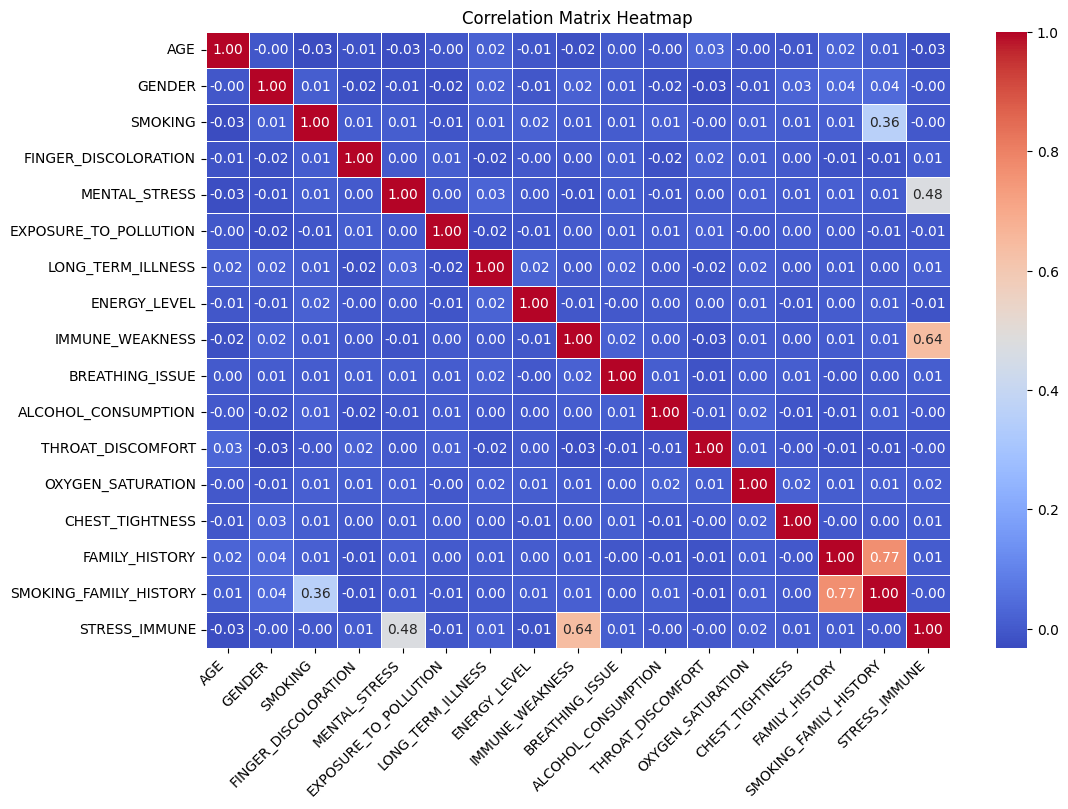 Correlation Matrix Heatmap
AGE 1.00 -0.00 -0.03 -0.01 -0.03 -0.00 0.02 -0.01 -0.02 0.00 -0.00 0.03 -0.00 -0.01 0.02 0.01 -0.03
GENDER -0.00 1.00 0.01 -0.02 -0.01 -0.02 0.02 -0.01 0.02 0.01 -0.02 -0.03 -0.01 0.03 0.04 0.04 -0.00
SMOKING -0.03 0.01 1.00 0.01 0.01 -0.01 0.01 0.02 0.01 0.01 0.01 -0.00 0.01 0.01 0.01 0.36 -0.00
FINGER_DISCOLORATION -0.01 -0.02 0.01 1.00 0.00 0.01 -0.02 -0.00 0.00 0.01 -0.02 0.02 0.01 0.00 -0.01 -0.01 0.01
MENTAL_STRESS -0.03 -0.01 0.01 0.00 1.00 0.00 0.03 0.00 -0.01 0.01 -0.01 0.00 0.01 0.01 0.01 0.01 0.48
EXPOSURE_TO_POLLUTION -0.00 -0.02 -0.01 0.01 0.00 1.00 -0.02 -0.01 0.00 0.01 0.01 0.01 -0.00 0.00 0.00 -0.01 -0.01
LONG_TERM_ILLNESS 0.02 0.02 0.01 -0.02 0.03 -0.02 1.00 0.02 0.00 0.02 0.00 -0.02 0.02 0.00 0.01 0.00 0.01
ENERGY_LEVEL -0.01 -0.01 0.02 -0.00 0.00 -0.01 0.02 1.00 -0.01 -0.00 0.00 0.00 0.01 -0.01 0.00 0.01 -0.01
IMMUNE_WEAKNESS -0.02 0.02 0.01 0.00 -0.01 0.00 0.00 -0.01 1.00 0.02 0.00 -0.03 0.01 0.00 0.01 0.01 0.64
BREATHING_ISSUE 0.00 0.01 0.01 0.01 0.01 0.01 0.02 -0.00 0.02 1.00 0.01 -0.01 0.00 0.01 -0.00 0.00 0.01
ALCOHOL_CONSUMPTION -0.00 -0.02 0.01 -0.02 -0.01 0.01 0.00 0.00 0.00 0.01 1.00 -0.01 0.02 -0.01 -0.01 0.01 -0.00
THROAT_DISCOMFORT 0.03 -0.03 -0.00 0.02 0.00 0.01 -0.02 0.00 -0.03 -0.01 -0.01 1.00 0.01 -0.00 -0.01 -0.01 -0.00
OXYGEN_SATURATION -0.00 -0.01 0.01 0.01 0.01 -0.00 0.02 0.01 0.01 0.00 0.02 0.01 1.00 0.02 0.01 0.01 0.02
CHEST_TIGHTNESS -0.01 0.03 0.01 0.00 0.01 0.00 0.00 -0.01 0.00 0.01 -0.01 -0.00 0.02 1.00 -0.00 0.00 0.01
FAMILY_HISTORY 0.02 0.04 0.01 -0.01 0.01 0.00 0.01 0.00 0.01 -0.00 -0.01 -0.01 0.01 -0.00 1.00 0.77 0.01
SMOKING_FAMILY_HISTORY 0.01 0.04 0.36 -0.01 0.01 -0.01 0.00 0.01 0.01 0.00 0.01 -0.01 0.01 0.00 0.77 1.00 -0.00
STRESS_IMMUNE -0.03 -0.00 -0.00 0.01 0.48 -0.01 0.01 -0.01 0.64 0.01 -0.00 -0.00 0.02 0.01 0.01 -0.00 1.00
AGE
GENDER
SMOKING
FINGER_DISCOLORATION
MENTAL_STRESS
EXPOSURE_TO_POLLUTION
LONG_TERM_ILLNESS
ENERGY_LEVEL
IMMUNE_WEAKNESS
BREATHING_ISSUE
ALCOHOL_CONSUMPTION
THROAT_DISCOMFORT
OXYGEN_SATURATION
CHEST_TIGHTNESS
FAMILY_HISTORY
SMOKING_FAMILY_HISTORY
STRESS_IMMUNE
1.0
0.8
0.6
0.4
0.2
0.0